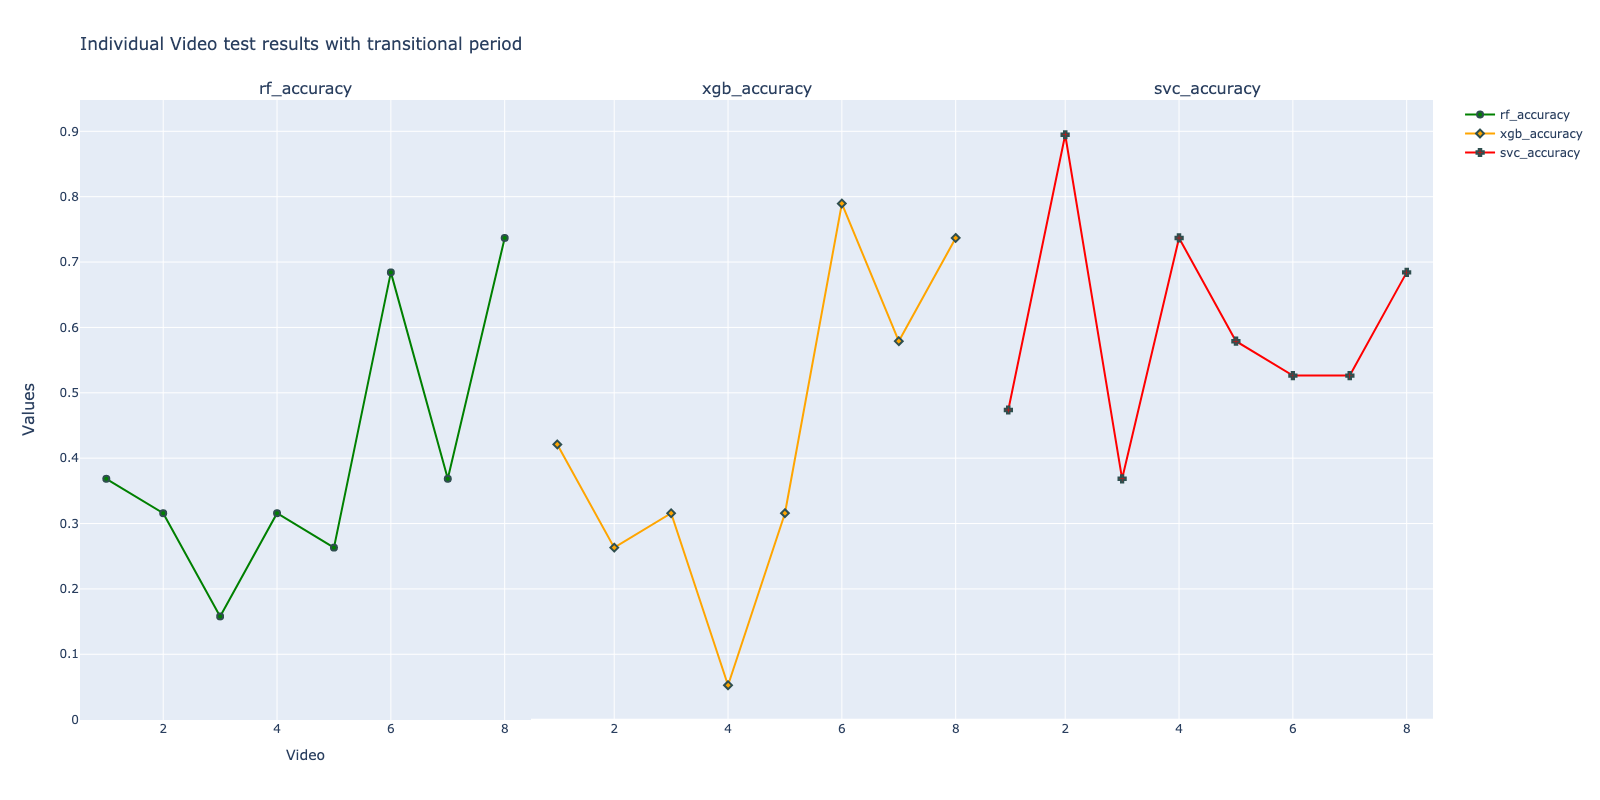 Individual Video test results with transitional period
rf_accuracy
xgb_accuracy
svc_accuracy
rf_accuracy
xgb_accuracy
svc_accuracy
0.9
0.8
0.7
0.6
0.5
0.4
0.3
0.2
0.1
0
Values
2 4 6 8 2 4 6 8 2 4 6 8
Video